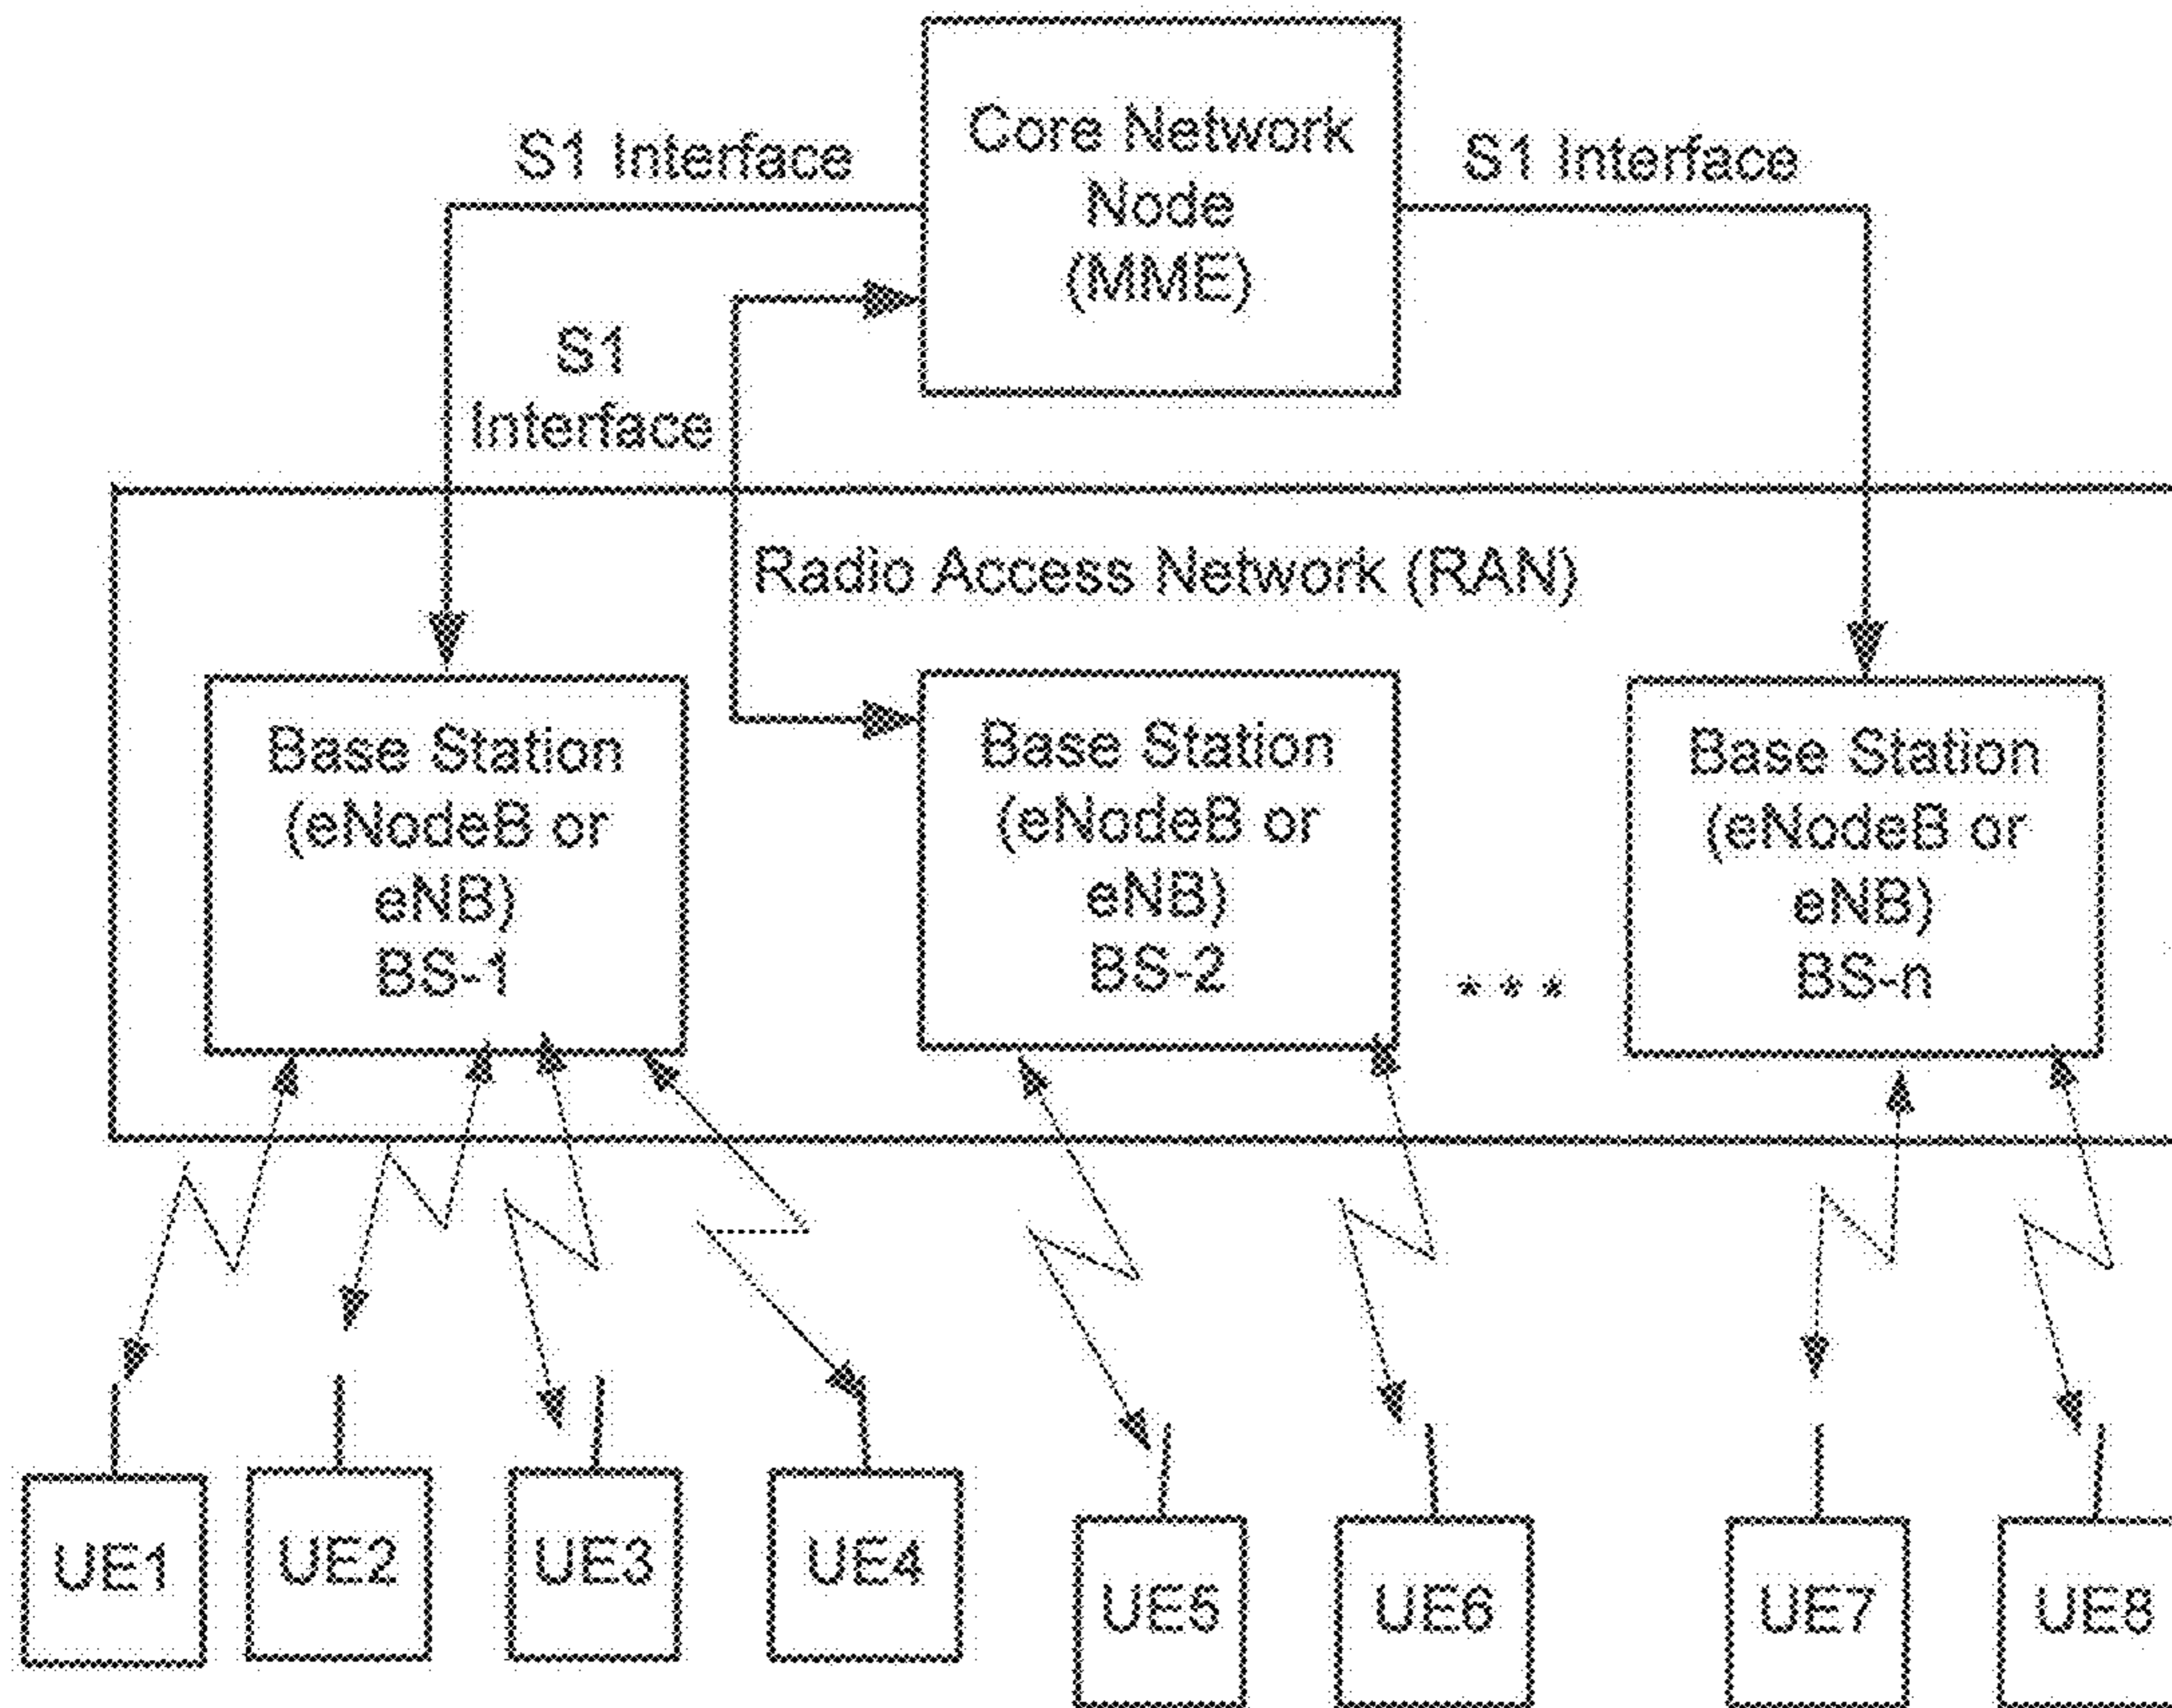 Core Network
Node
(MME)
S1 Interface
S1 Interface
S1
Interface
Radio Access Network (RAN)
Base Station
(eNodeB or
eNB)
BS-1
Base Station
(eNodeB or
eNB)
BS-2
...
Base Station
(eNodeB or
eNB)
BS-n
UE1
UE2
UE3
UE4
UE5
UE6
UE7
UE8